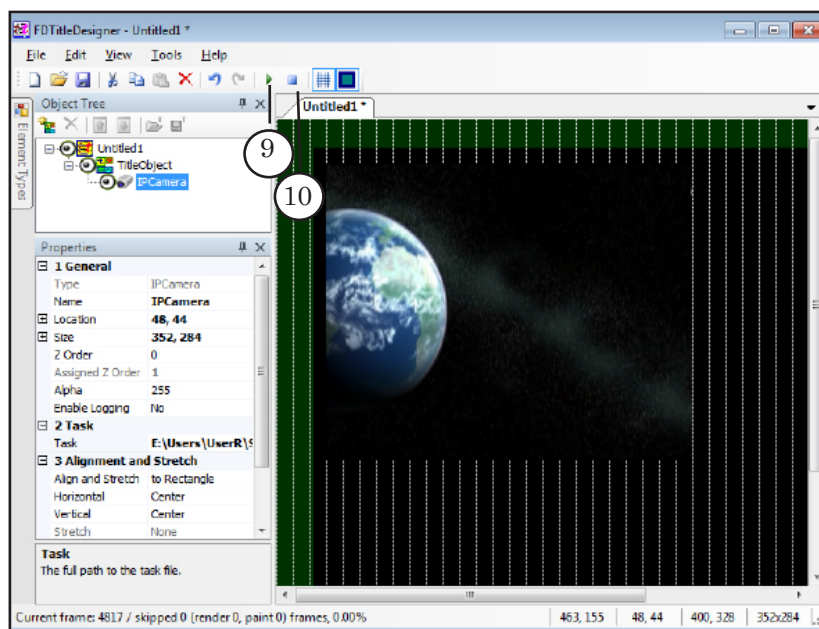 FDTitleDesigner - Untitled1 *
File Edit View Tools Help
Element Types
Object Tree
Untitled1 *
Untitled1
TitleObject
IPCamera
9
10
Properties
1 General
Type IPCamera
Name IPCamera
Location 48, 44
Size 352, 284
Z Order 0
Assigned Z Order 1
Alpha 255
Enable Logging No
2 Task
Task E:\Users\UserR\S
3 Alignment and Stretch
Align and Stretch to Rectangle
Horizontal Center
Vertical Center
Stretch None
Task
The full path to the task file.
Current frame: 4817 / skipped 0 (render 0, paint 0) frames, 0.00% 463, 155 48, 44 400, 328 352x284